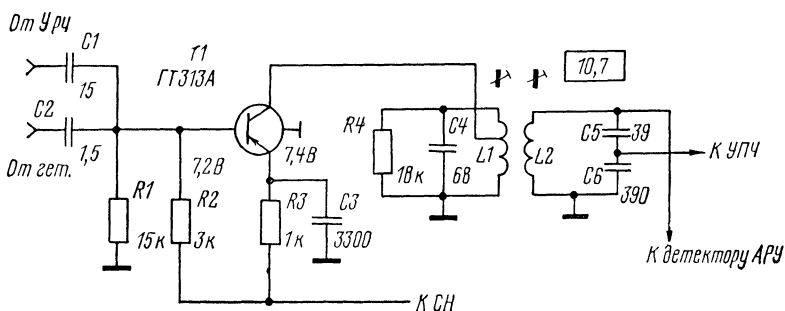 От УРЧ
C1
15
C2
1,5
От гет.
T1
ГТ313А
7,2В
7,4В
R1
15к
R2
3к
R3
1к
C3
3300
R4
18к
C4
68
L1
L2
10,7
C5
39
C6
390
К УПЧ
К детектору АРУ
К СН